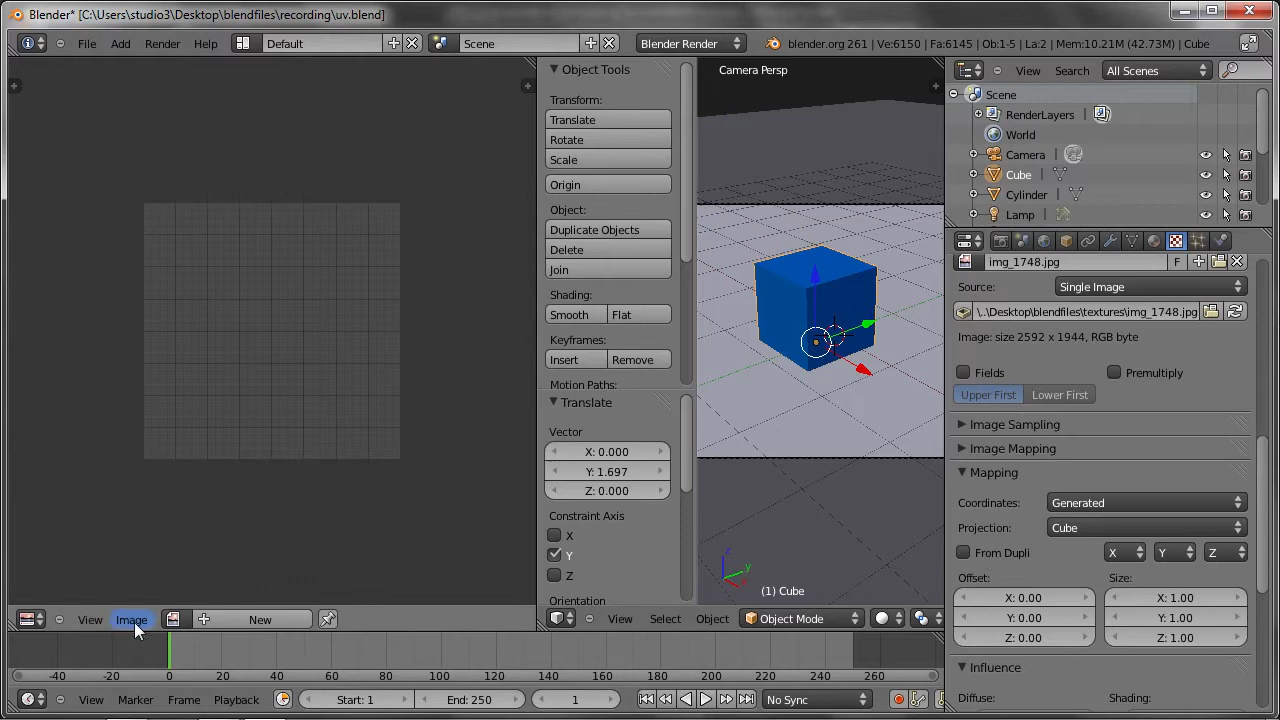 Blender* [C:\Users\studio3\Desktop\blendfiles\recording\uv.blend]
File Add Render Help Default Scene Blender Render blender.org 261 | Ve:6150 | Fa:6145 | Ob:1-5 | La:2 | Mem:10.21M (42.73M) | Cube
Object Tools
Transform:
Translate
Rotate
Scale
Origin
Object:
Duplicate Objects
Delete
Join
Shading:
Smooth Flat
Keyframes:
Insert Remove
Motion Paths:
Translate
Vector
X: 0.000
Y: 1.697
Z: 0.000
Constraint Axis
X
Y
Z
Orientation
Camera Persp
z
y
(1) Cube
View Search All Scenes
Scene
RenderLayers
World
Camera
Cube
Cylinder
Lamp
img_1748.jpg F
Source: Single Image
\..\Desktop\blendfiles\textures\img_1748.jpg
Image: size 2592 x 1944, RGB byte
Fields Premultiply
Upper First Lower First
Image Sampling
Image Mapping
Mapping
Coordinates: Generated
Projection: Cube
From Dupli X Y Z
Offset: Size:
X: 0.00 X: 1.00
Y: 0.00 Y: 1.00
Z: 0.00 Z: 1.00
Influence
Diffuse: Shading:
View Image New
View Select Object Object Mode
-40 -20 0 20 40 60 80 100 120 140 160 180 200 220 240 260
View Marker Frame Playback Start: 1 End: 250 1 No Sync